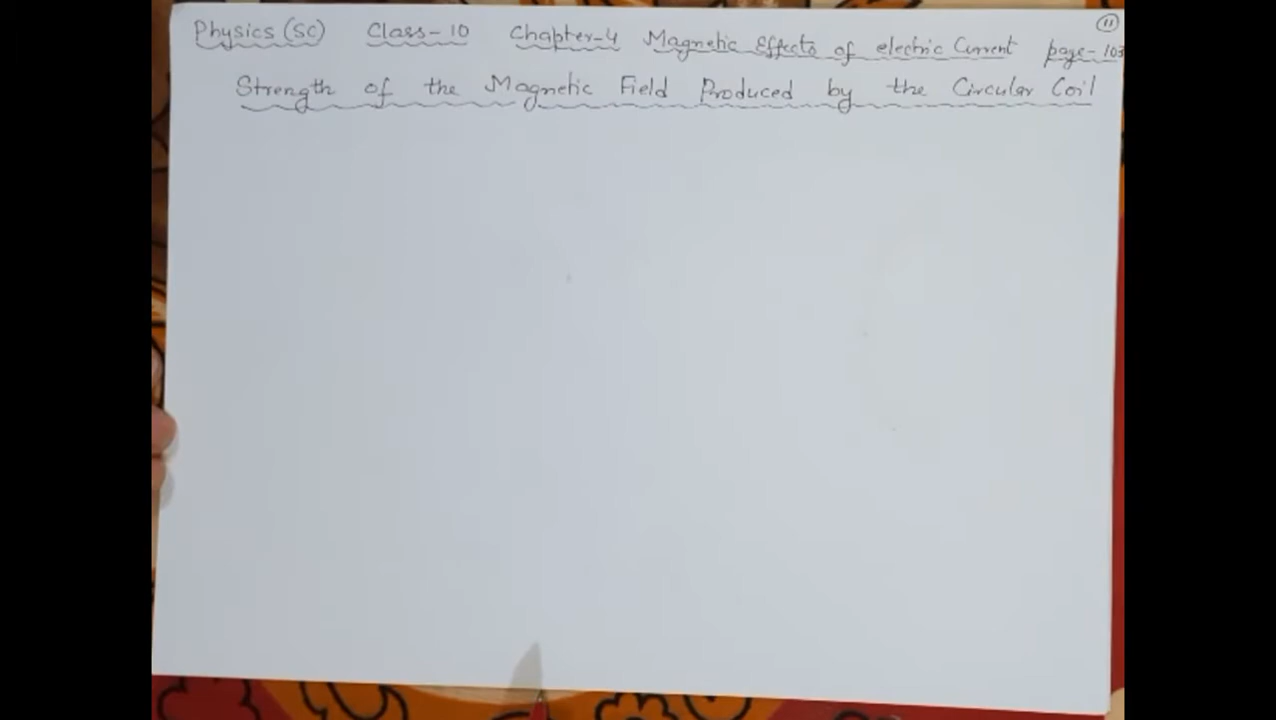 11
Physics (SC) Class-10 Chapter-4 Magnetic Effects of electric Current page-103
Strength of the Magnetic Field Produced by the Circular Coil